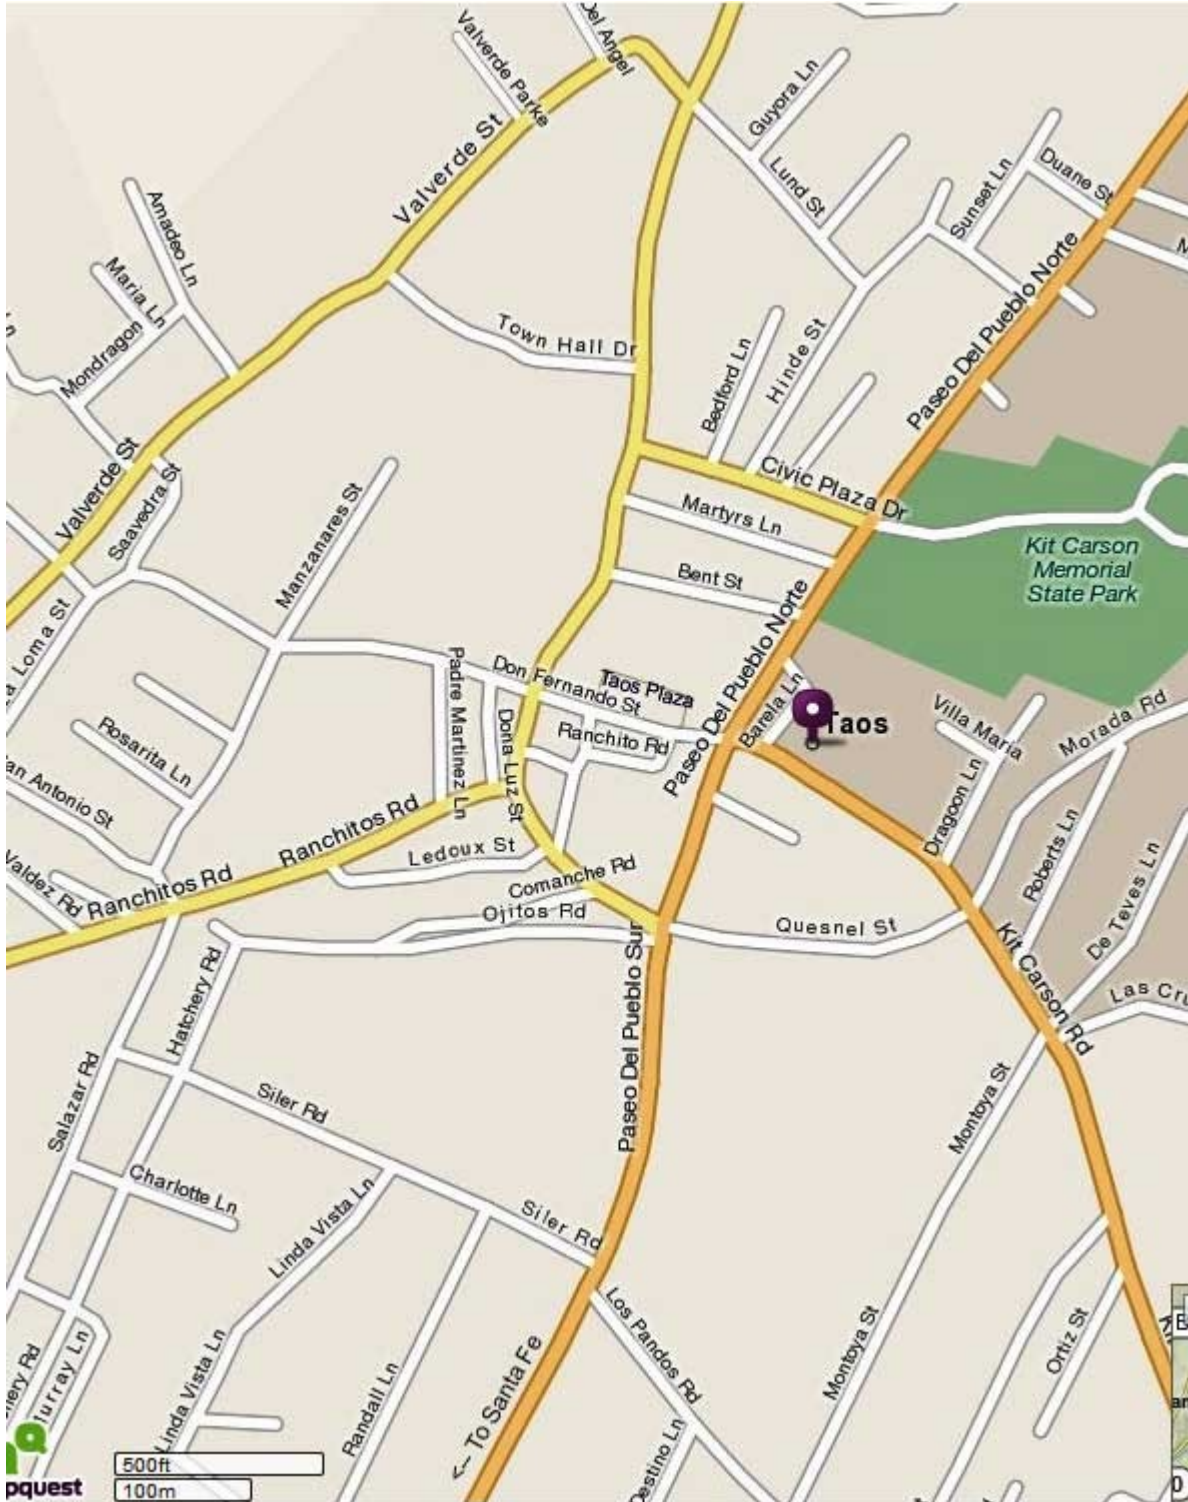 Del Angel
Valverde Parke
Guyora Ln
Valverde St
Lund St
Sunset Ln
Duane St
Amadeo Ln
Maria Ln
Mondragon
Town Hall Dr
Bedford Ln
Hinde St
Paseo Del Pueblo Norte
Valverde St
Saavedra St
Manzanares St
Civic Plaza Dr
Martyrs Ln
Kit Carson
Memorial
State Park
Bent St
Paseo Del Pueblo Norte
Loma St
Padre Martinez Ln
Don Fernando St
Taos Plaza
Barela Ln
Taos
Villa Maria
Morada Rd
Rosarita Ln
Dona Luz St
Ranchito Rd
San Antonio St
Ranchitos Rd
Ledoux St
Dragoon Ln
Roberts Ln
De Teves Ln
Valdez Rd
Ranchitos Rd
Comanche Rd
Ojitos Rd
Quesnel St
Kit Carson Rd
Las Cru
Hatchery Rd
Paseo Del Pueblo Sur
Salazar Rd
Siler Rd
Montoya St
Charlotte Ln
Linda Vista Ln
Siler Rd
Los Pandos Rd
Montoya St
Ortiz St
hery Rd
Murray Ln
Linda Vista Ln
Randall Ln
<-- To Santa Fe
Destino Ln
500ft
100m
pquest